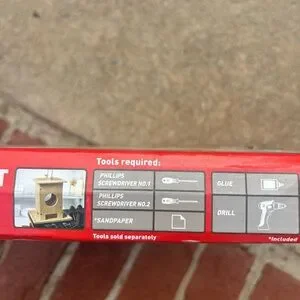 T
Tools required:
PHILLIPS
SCREWDRIVER NO.1
PHILLIPS
SCREWDRIVER NO.2
*SANDPAPER
GLUE
DRILL
Tools sold separately
*Included